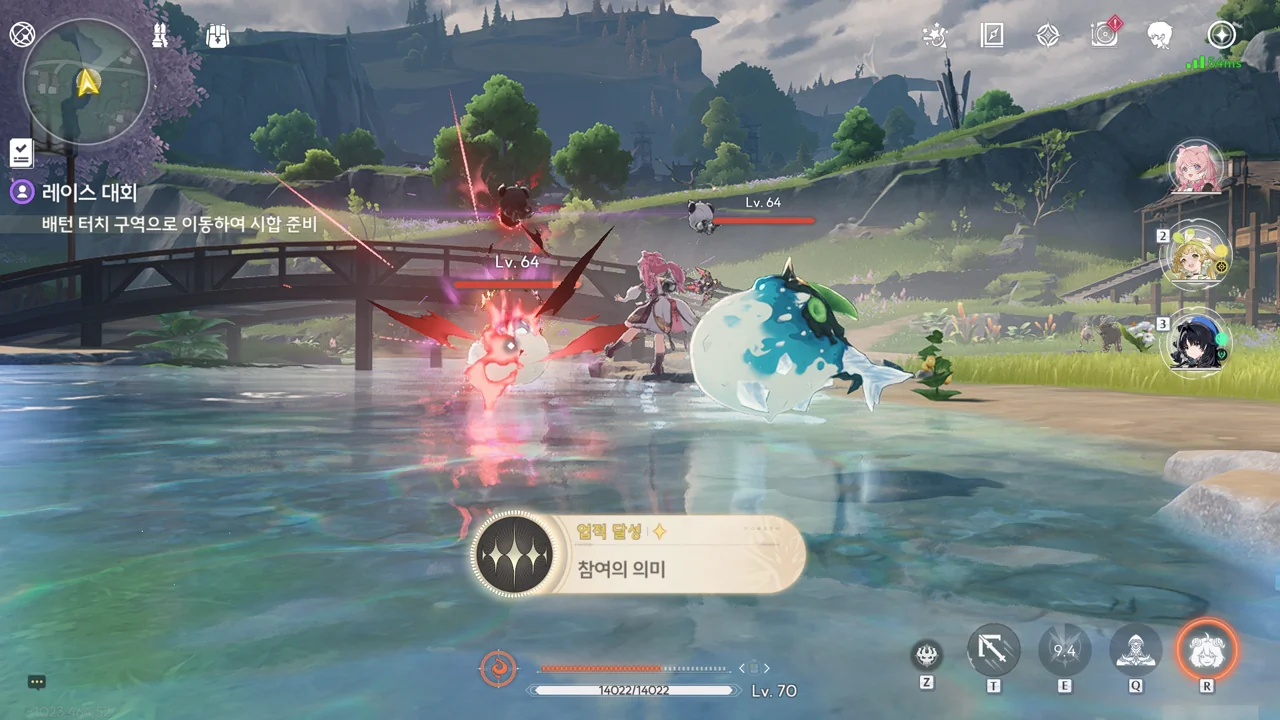 54ms
레이스 대회
배턴 터치 구역으로 이동하여 시합 준비
Lv. 64
Lv. 64
2
3
업적 달성
참여의 의미
9.4
Z
T
E
Q
R
14022/14022
Lv. 70